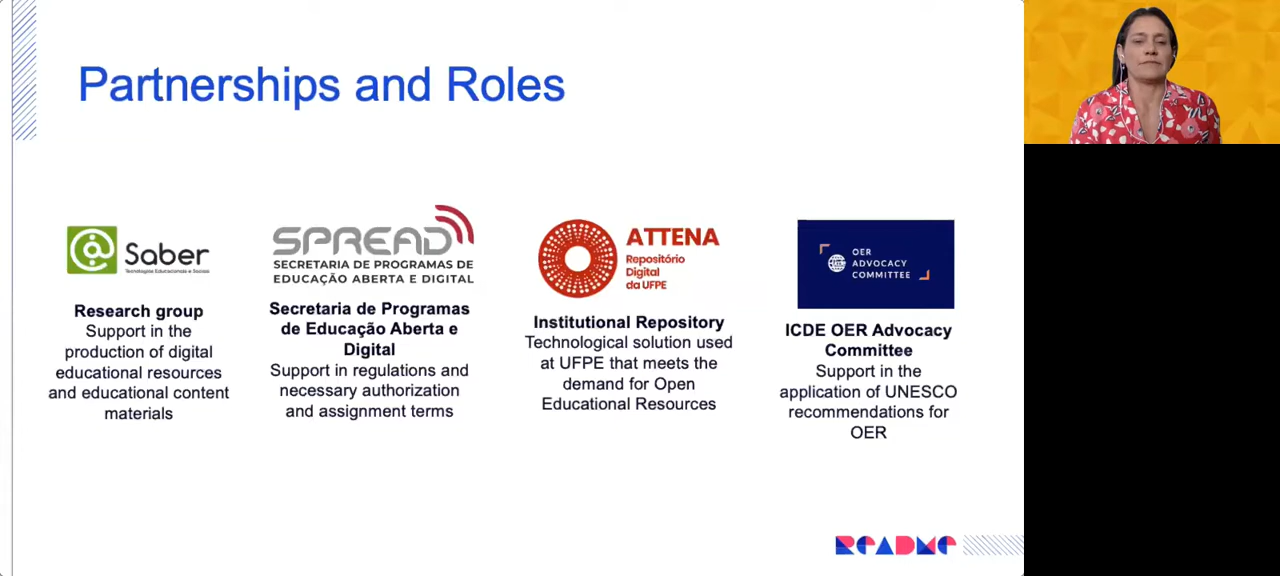 Partnerships and Roles
Saber
Tecnologias Educacionais e Sociais
Research group
Support in the
production of digital
educational resources
and educational content
materials
SPREAD
SECRETARIA DE PROGRAMAS DE
EDUCAÇÃO ABERTA E DIGITAL
Secretaria de Programas
de Educação Aberta e
Digital
Support in regulations and
necessary authorization
and assignment terms
ATTENA
Repositório
Digital
da UFPE
Institutional Repository
Technological solution used
at UFPE that meets the
demand for Open
Educational Resources
OER
ADVOCACY
COMMITTEE
ICDE OER Advocacy
Committee
Support in the
application of UNESCO
recommendations for
OER
README